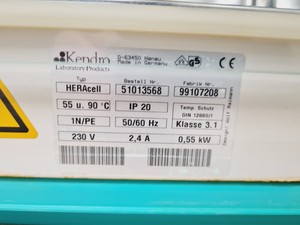 Kendro
Laboratory Products
D-63450 Hanau
Made in Germany
Typ
Bestell Nr.
Fabrik Nr.
HERAcell
51013568
99107208
55 u. 90 °C
IP 20
Temp. Schutz
DIN 12880/1
1N/PE
50/60 Hz
Klasse 3.1
230 V
2,4 A
0,55 kW